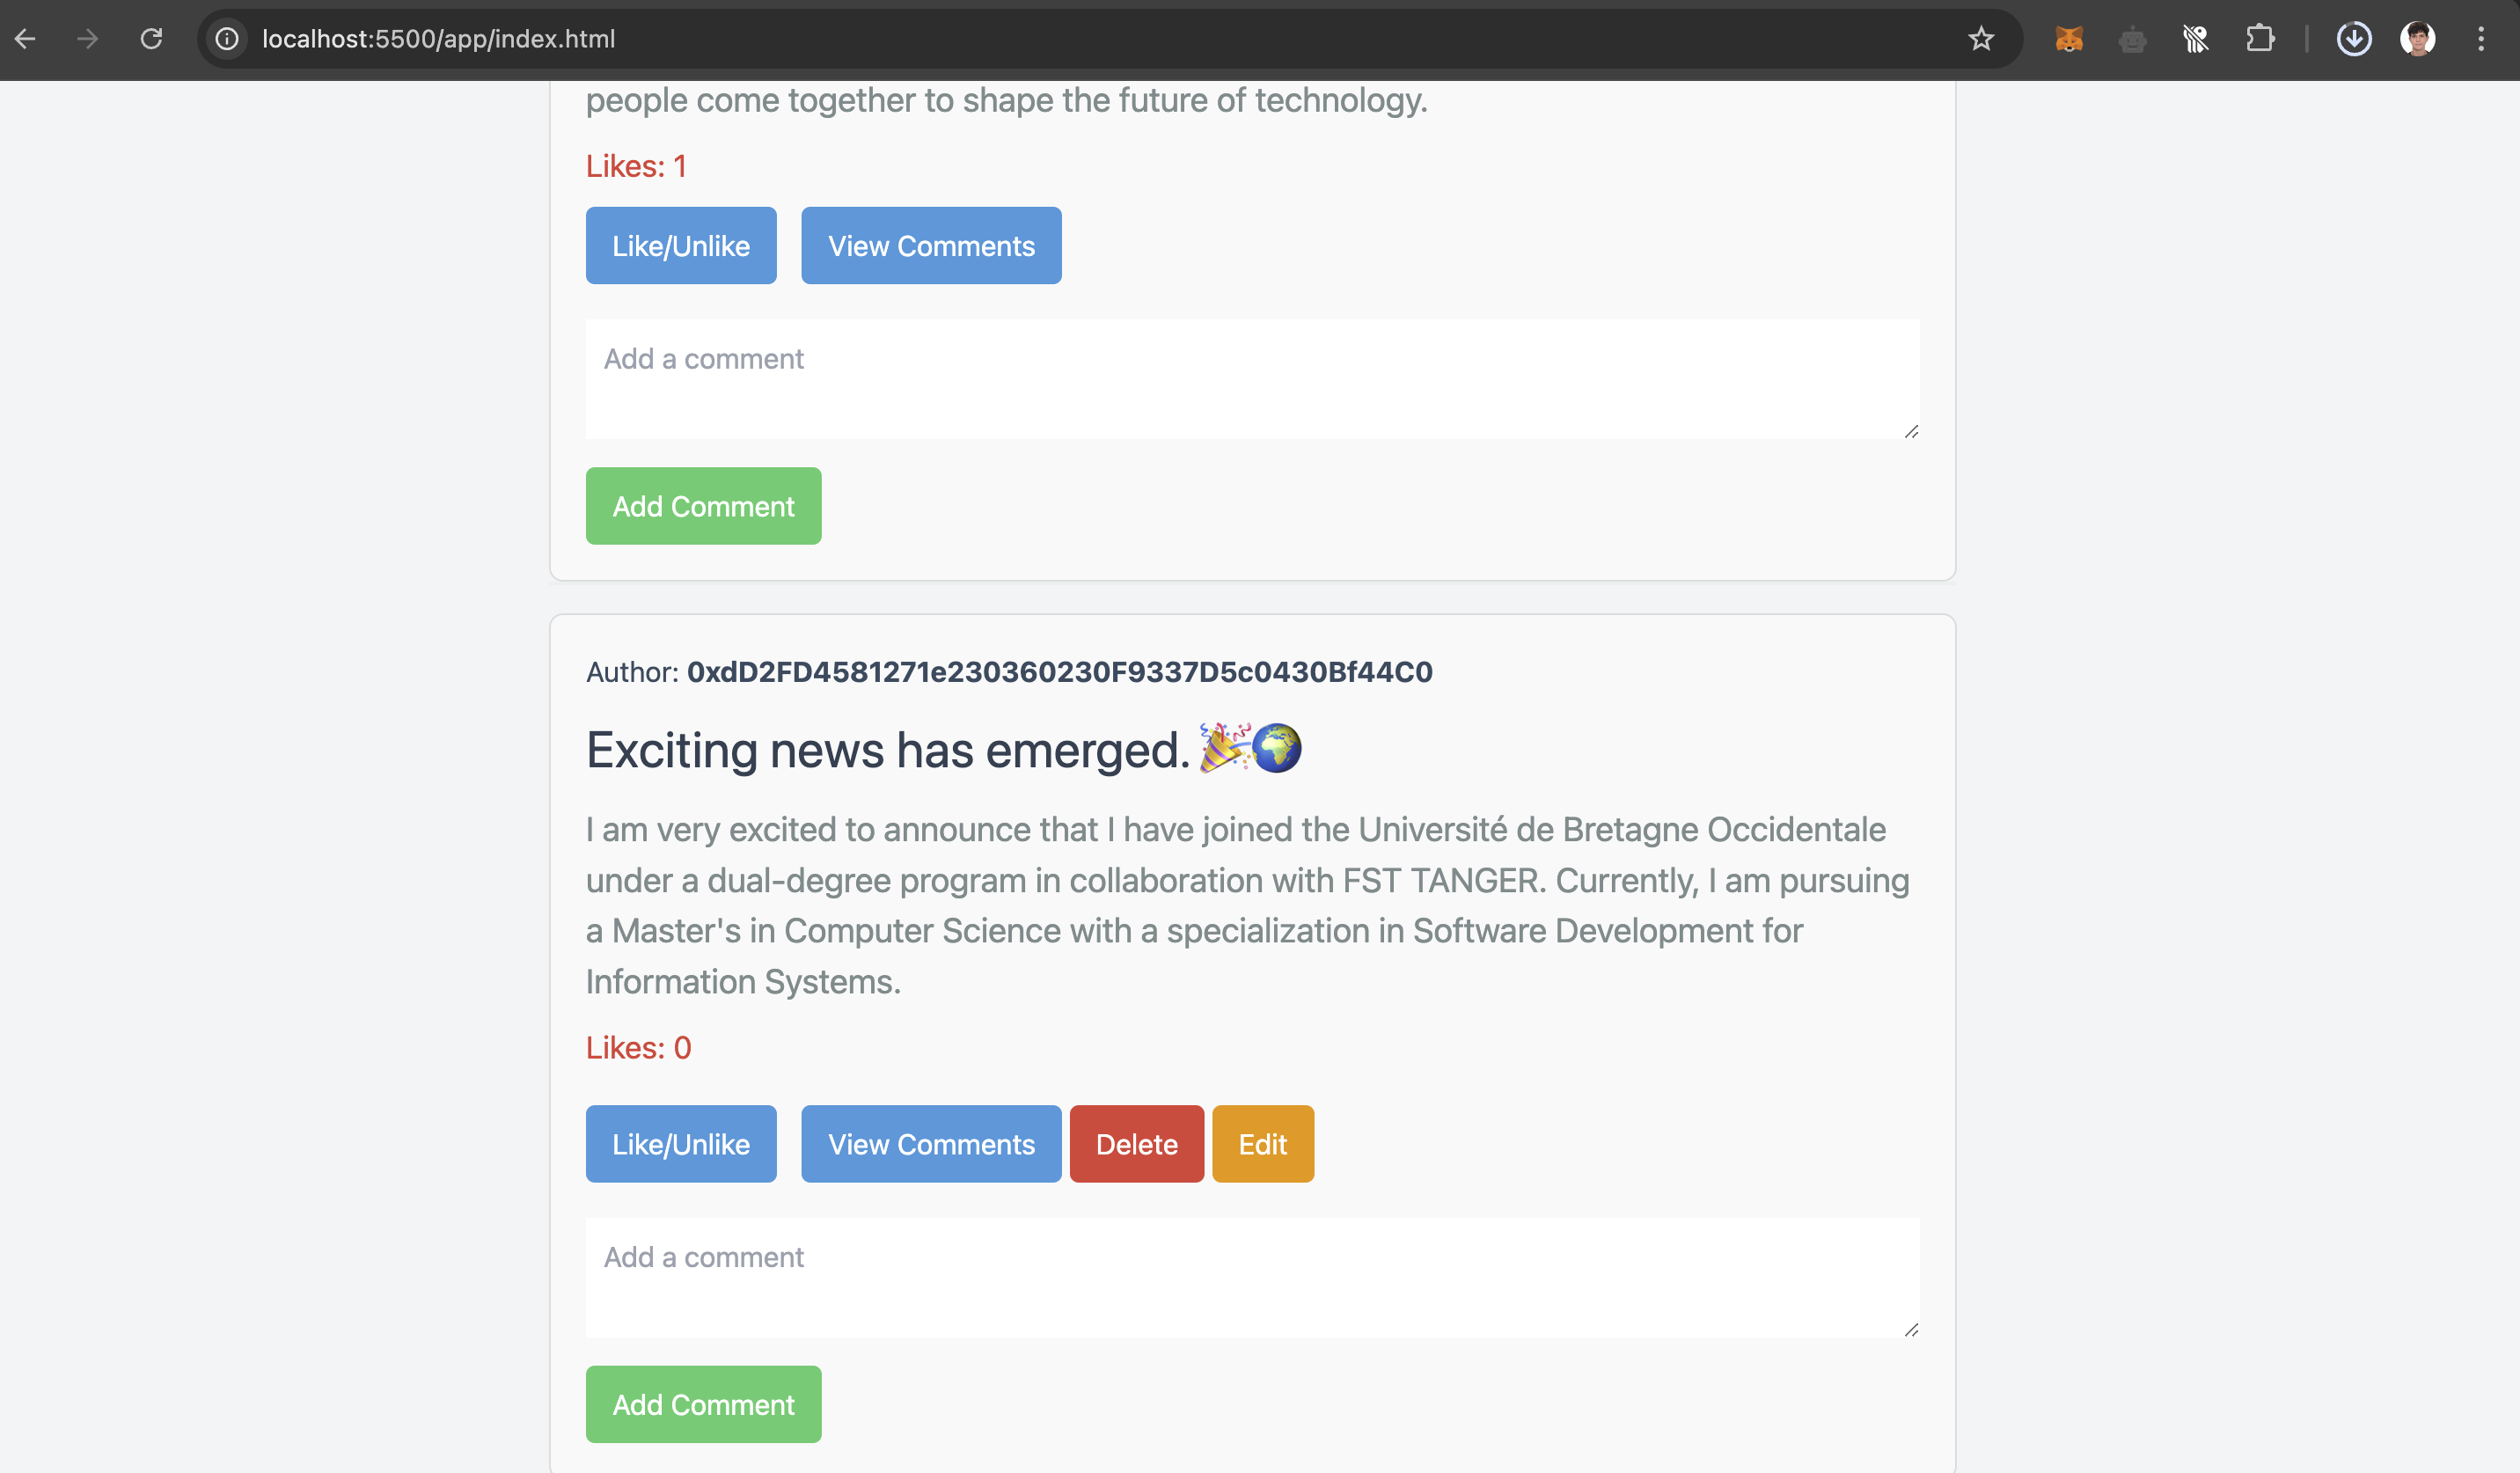 localhost:5500/app/index.html
people come together to shape the future of technology.
Likes: 1
Like/Unlike View Comments
Add a comment
Add Comment
Author: 0xdD2FD4581271e230360230F9337D5c0430Bf44C0
Exciting news has emerged. 🎉🌍
I am very excited to announce that I have joined the Université de Bretagne Occidentale
under a dual-degree program in collaboration with FST TANGER. Currently, I am pursuing
a Master's in Computer Science with a specialization in Software Development for
Information Systems.
Likes: 0
Like/Unlike View Comments Delete Edit
Add a comment
Add Comment